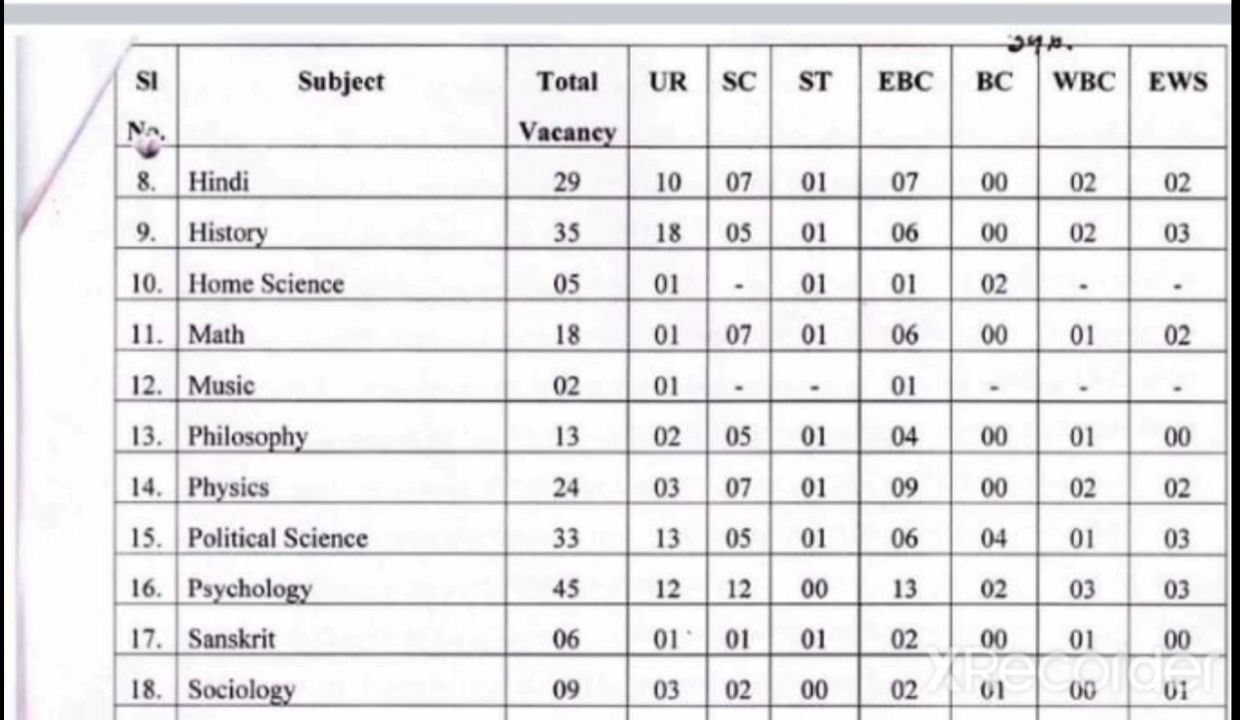 Sl No. Subject Total Vacancy UR SC ST EBC BC WBC EWS
8. Hindi 29 10 07 01 07 00 02 02
9. History 35 18 05 01 06 00 02 03
10. Home Science 05 01 - 01 01 02 - -
11. Math 18 01 07 01 06 00 01 02
12. Music 02 01 - - 01 - - -
13. Philosophy 13 02 05 01 04 00 01 00
14. Physics 24 03 07 01 09 00 02 02
15. Political Science 33 13 05 01 06 04 01 03
16. Psychology 45 12 12 00 13 02 03 03
17. Sanskrit 06 01 01 01 02 00 01 00
18. Sociology 09 03 02 00 02 01 00 01
XRecorder